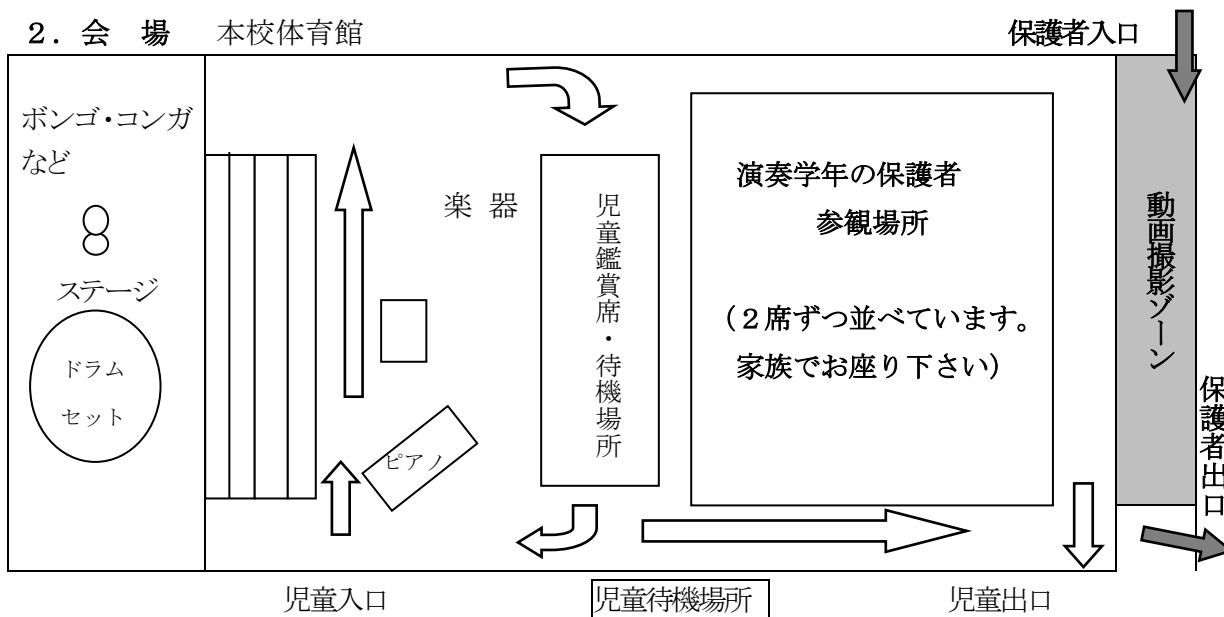 ２．会　場　本校体育館
保護者入口
ボンゴ・コンガ
など
ステージ
ドラム
セット
楽 器
ピアノ
児童鑑賞席・待機場所
演奏学年の保護者
参観場所
（２席ずつ並べています。
家族でお座り下さい）
動画撮影ゾーン
保護者出口
児童入口
児童待機場所
児童出口